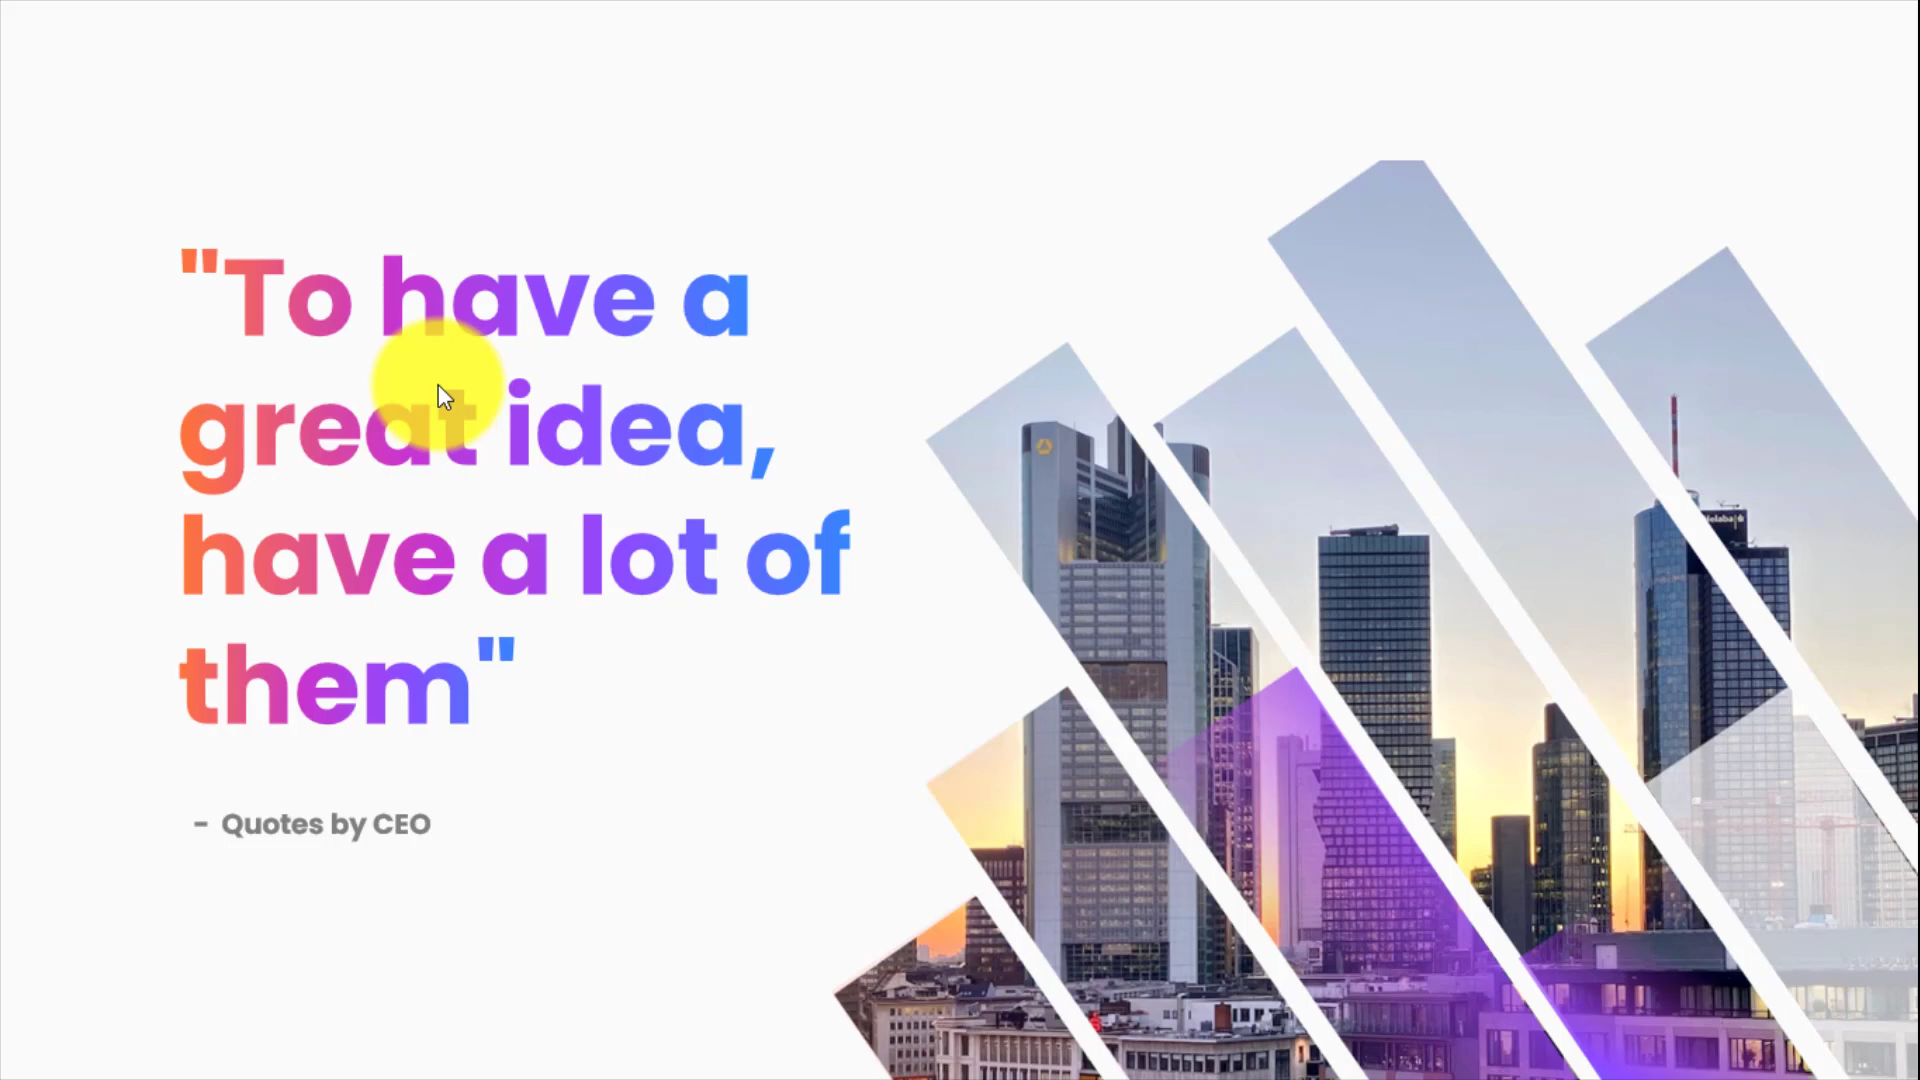 "To have a
great idea,
have a lot of
them"
- Quotes by CEO